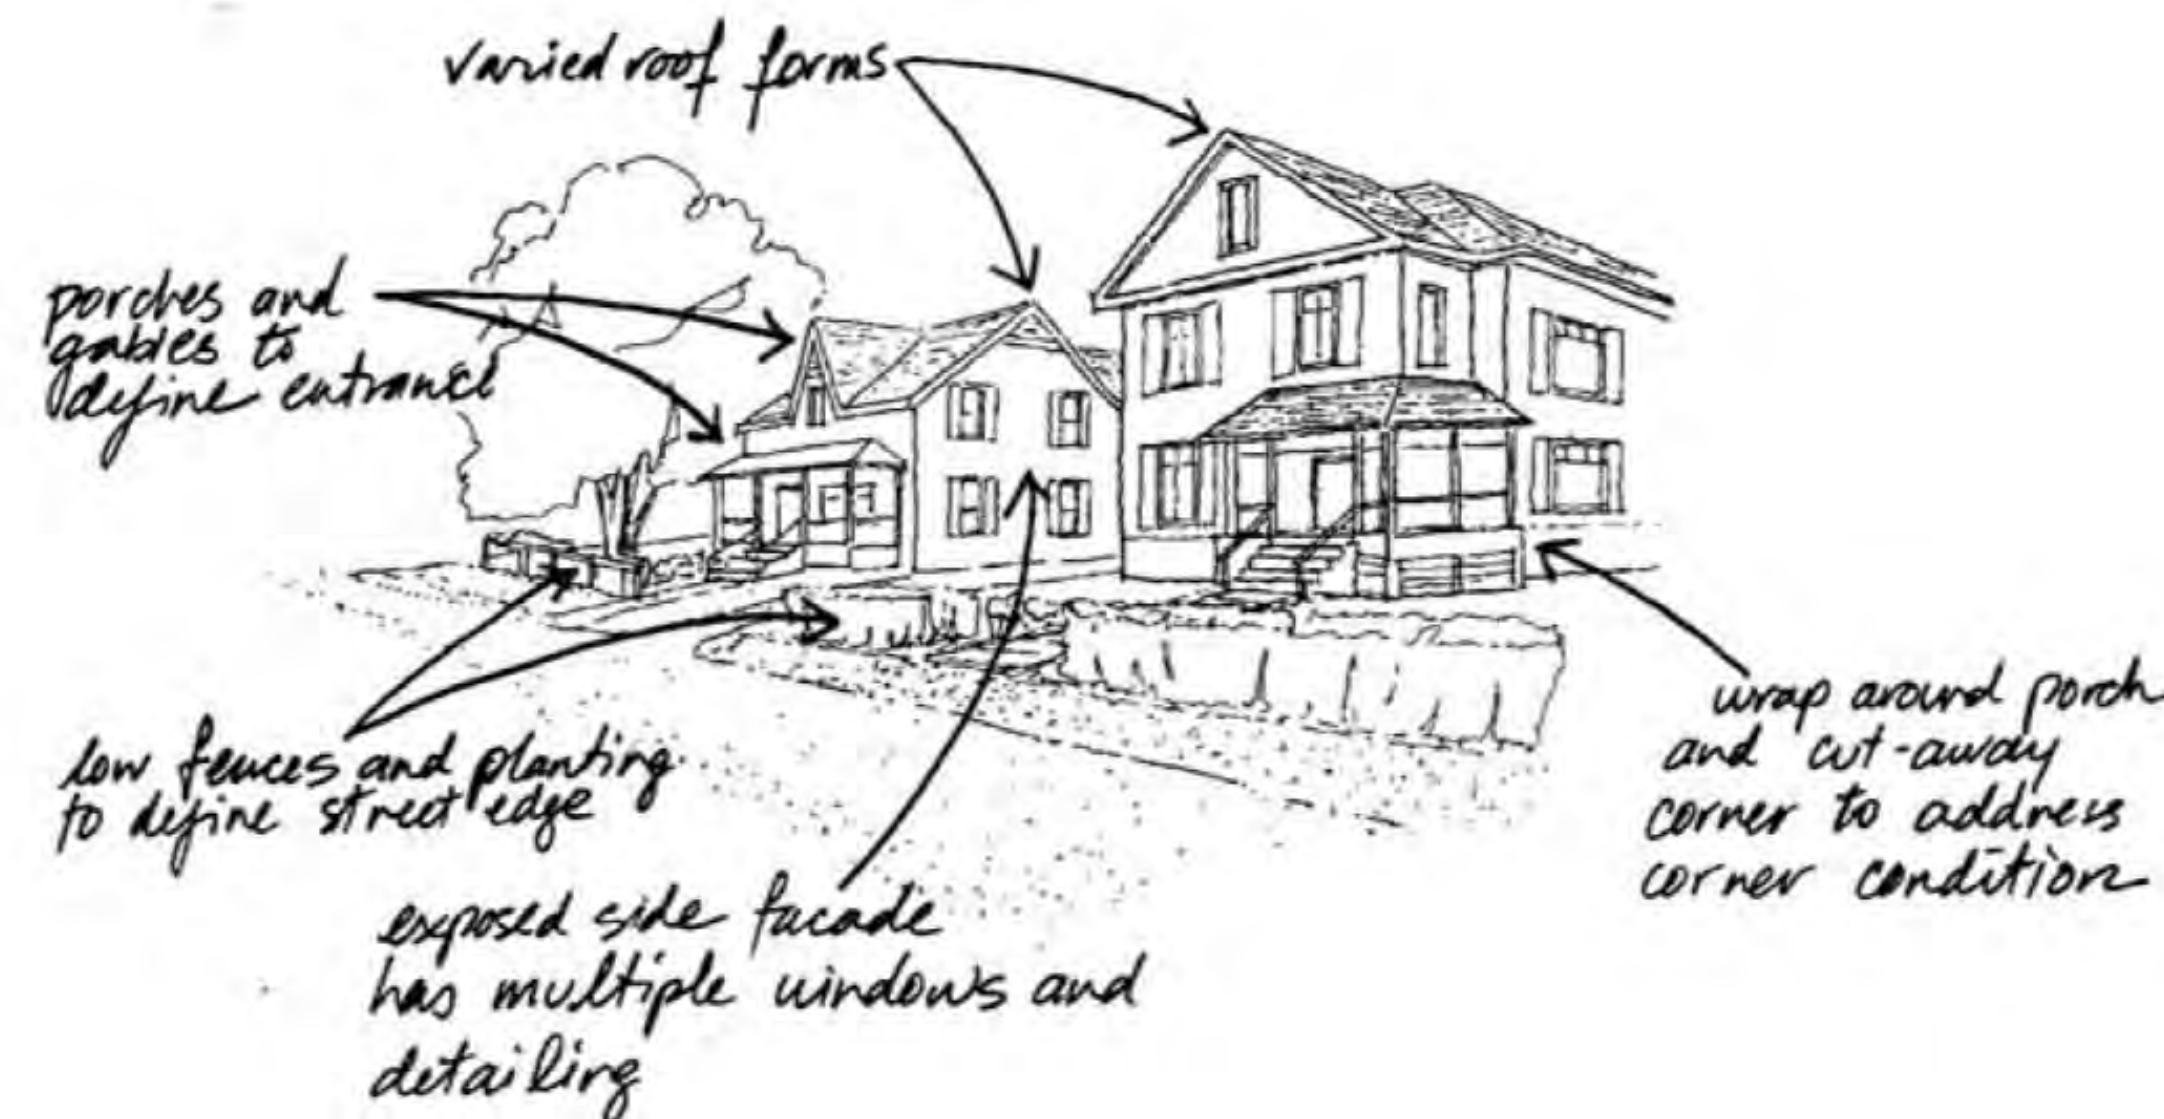 varied roof forms
porches and
gables to
define entrance
low fences and planting
to define street edge
exposed side facade
has multiple windows and
detailing
wrap around porch
and cut-away
corner to address
corner condition